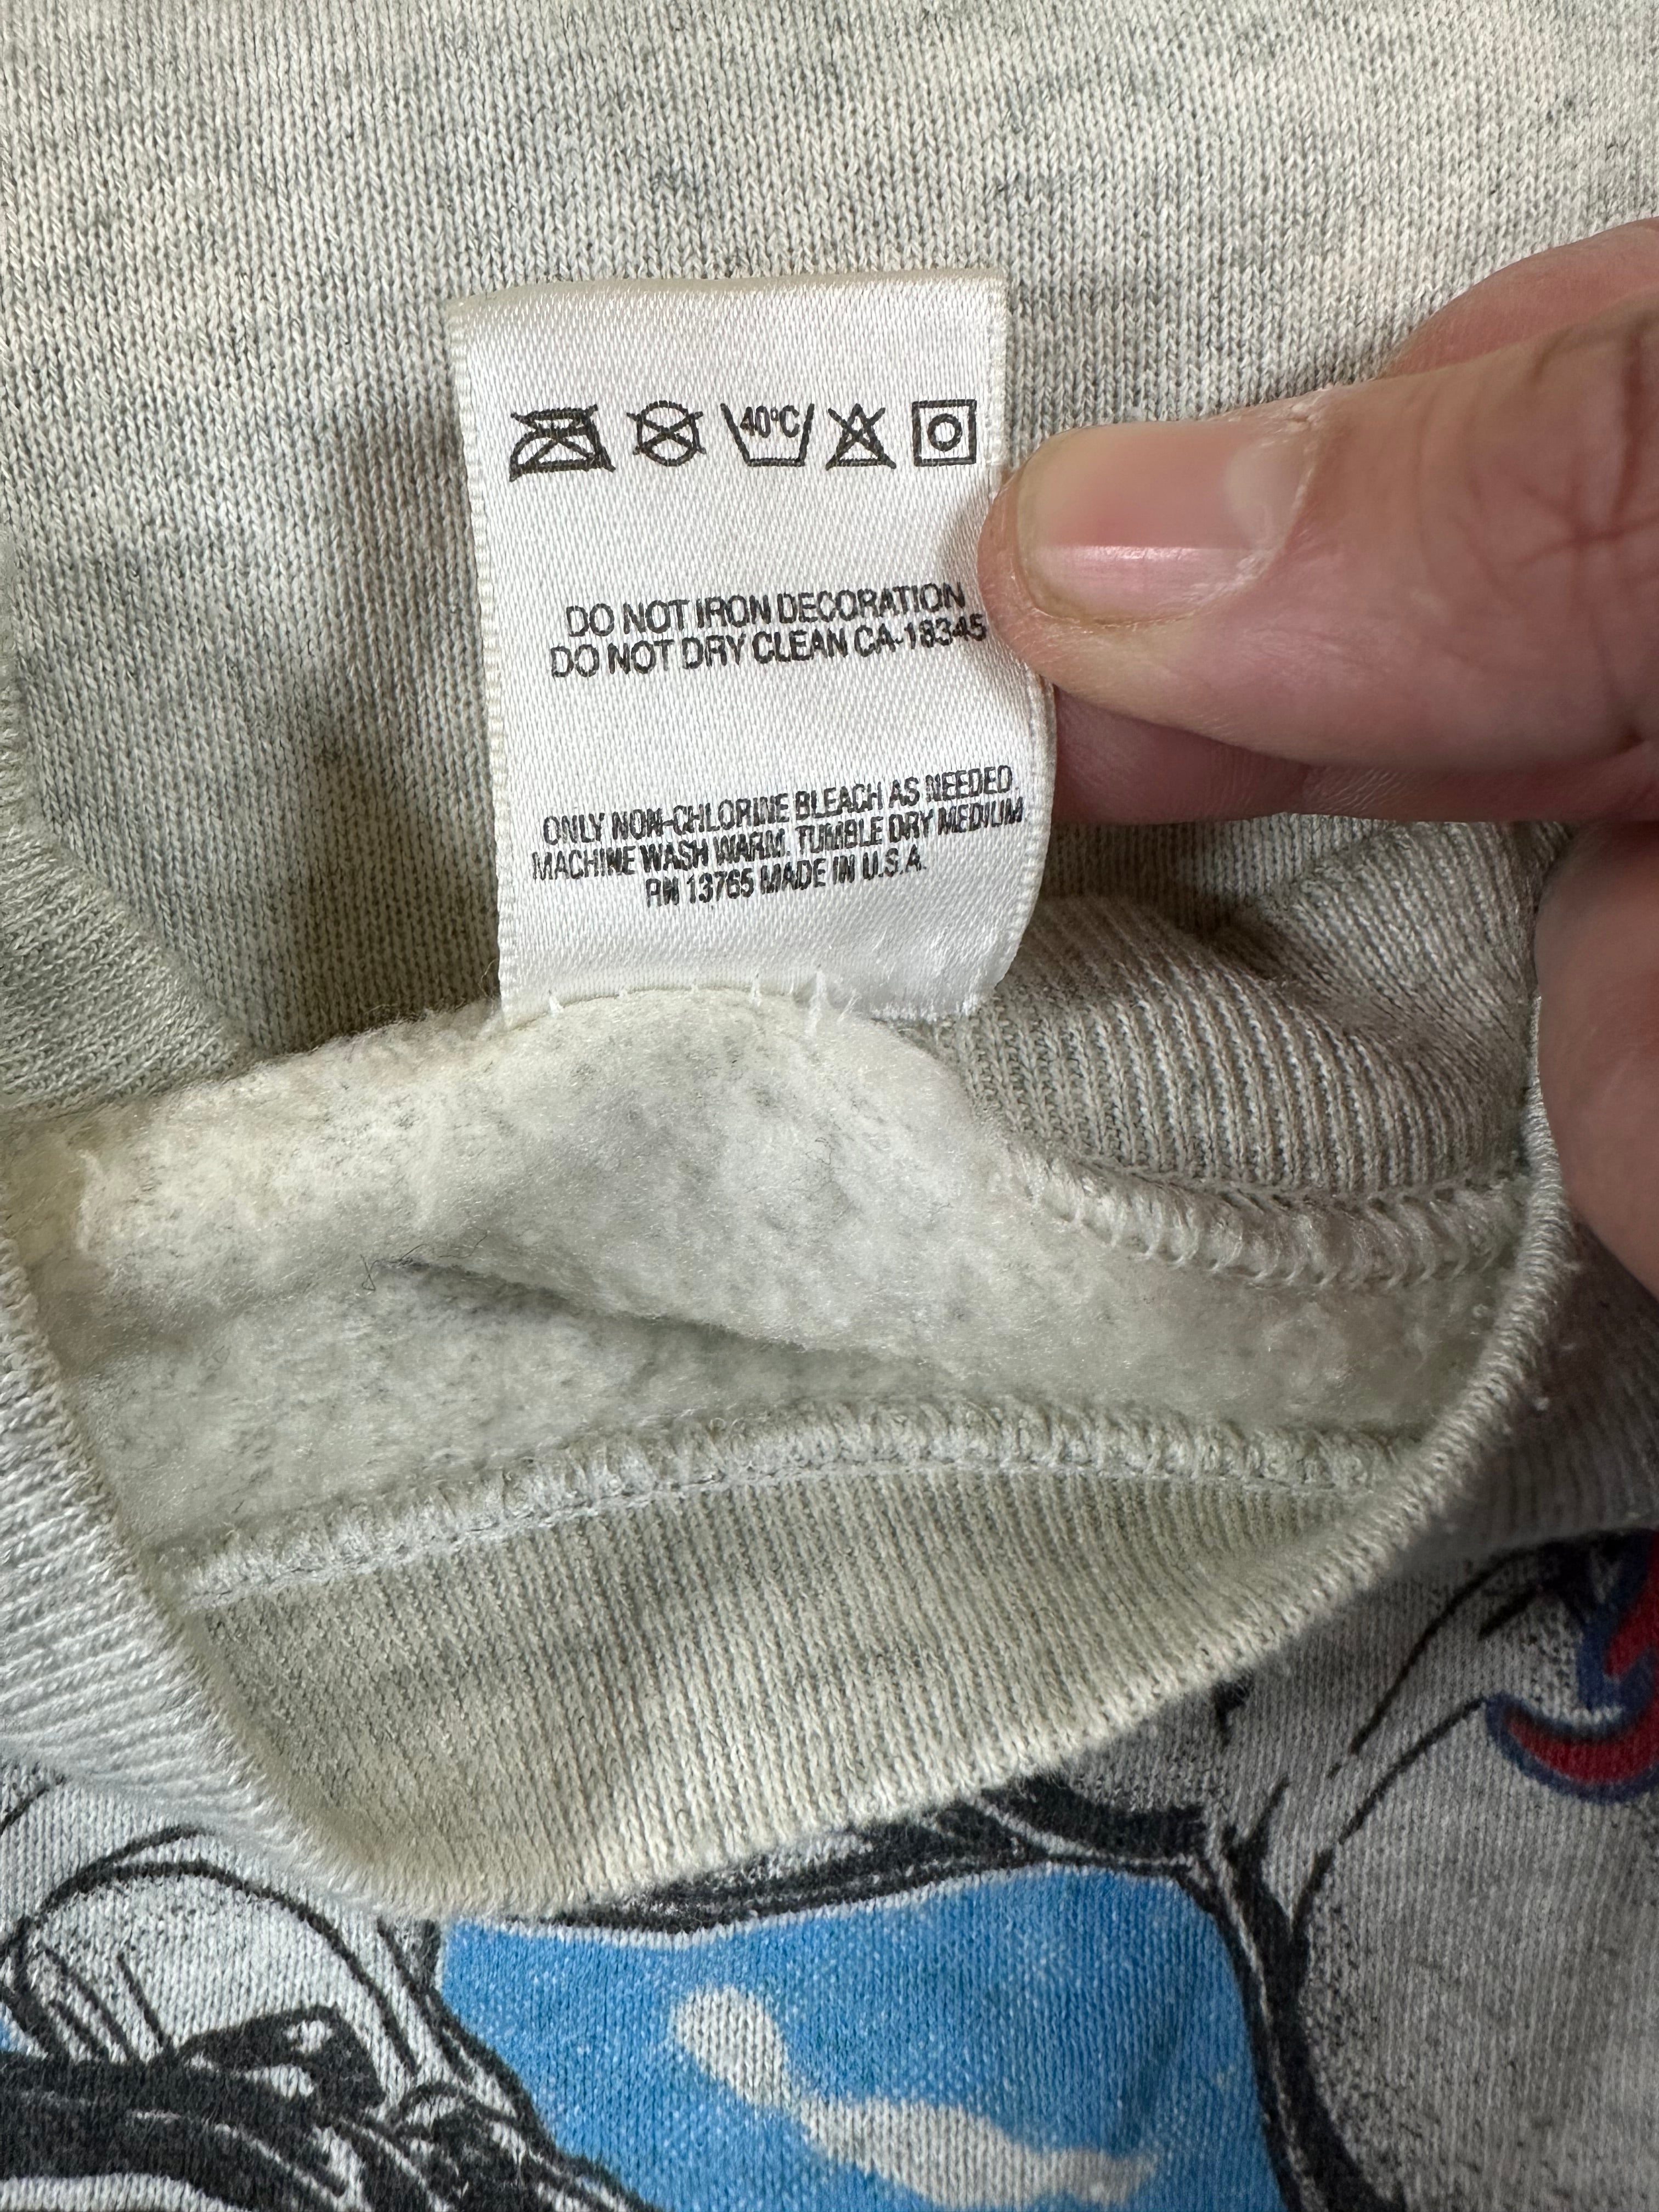 40°C
DO NOT IRON DECORATION
DO NOT DRY CLEAN CA-18345
ONLY NON-CHLORINE BLEACH AS NEEDED
MACHINE WASH WARM, TUMBLE DRY MEDIUM
RN 13765 MADE IN U.S.A.